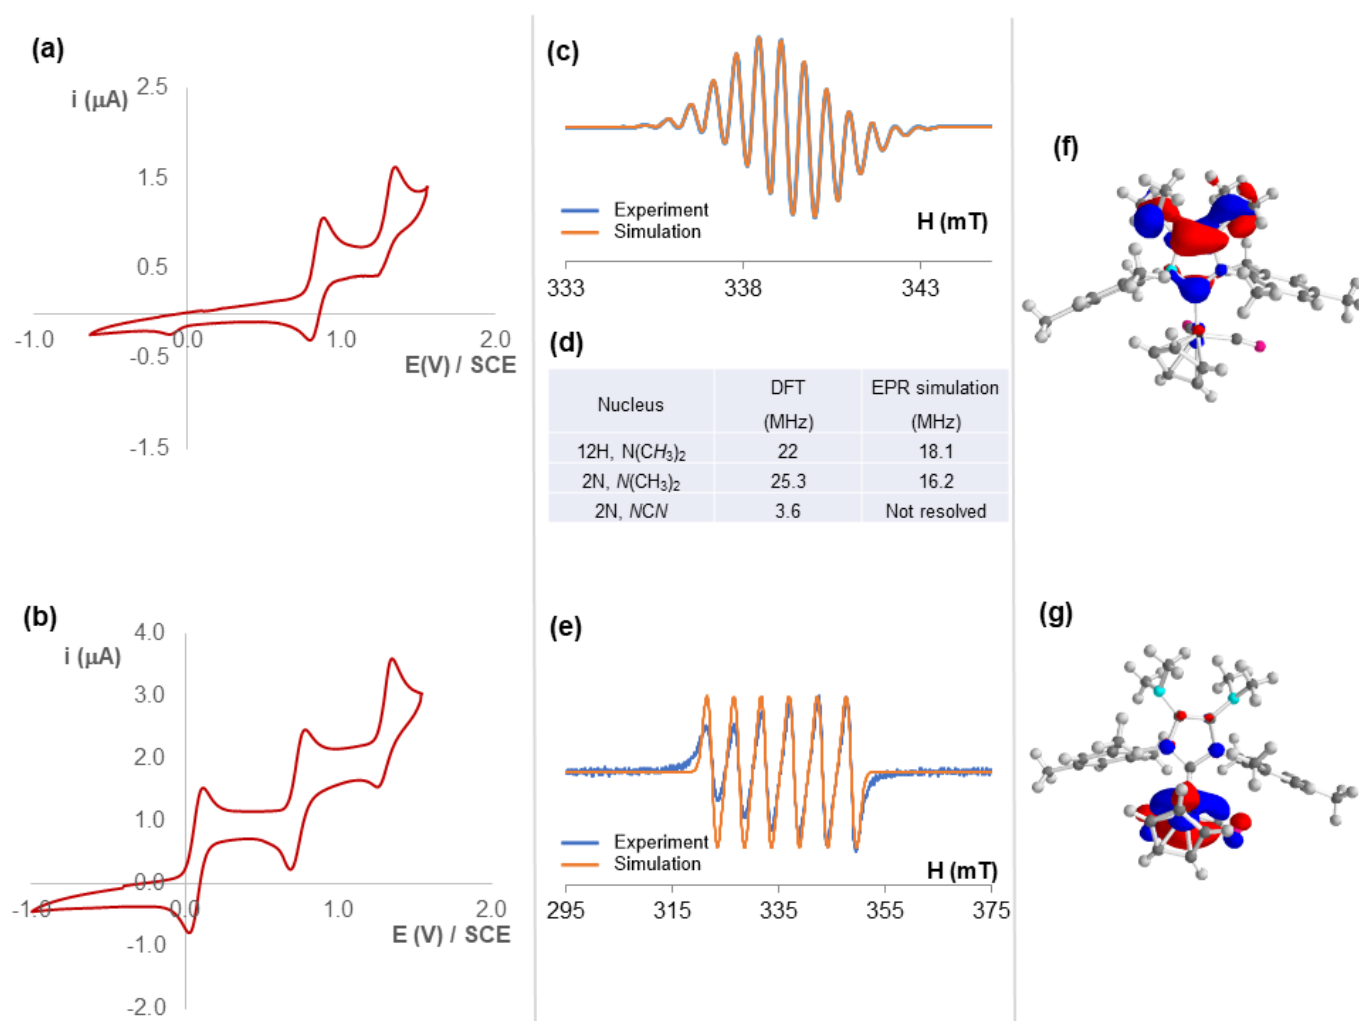 (a)
i (μA)
2.5
1.5
0.5
-1.0
0.0
1.0
2.0
-0.5
E(V) / SCE
-1.5
(b)
i (μA)
4.0
3.0
2.0
1.0
0.0
-1.0
0.0
1.0
2.0
E (V) / SCE
-1.0
-2.0
(c)
Experiment
Simulation
H (mT)
333
338
343
(d)
Nucleus
DFT
(MHz)
EPR simulation
(MHz)
12H, N(CH₃)₂
22
18.1
2N, N(CH₃)₂
25.3
16.2
2N, NCN
3.6
Not resolved
(e)
Experiment
Simulation
H (mT)
295
315
335
355
375
(f)
(g)